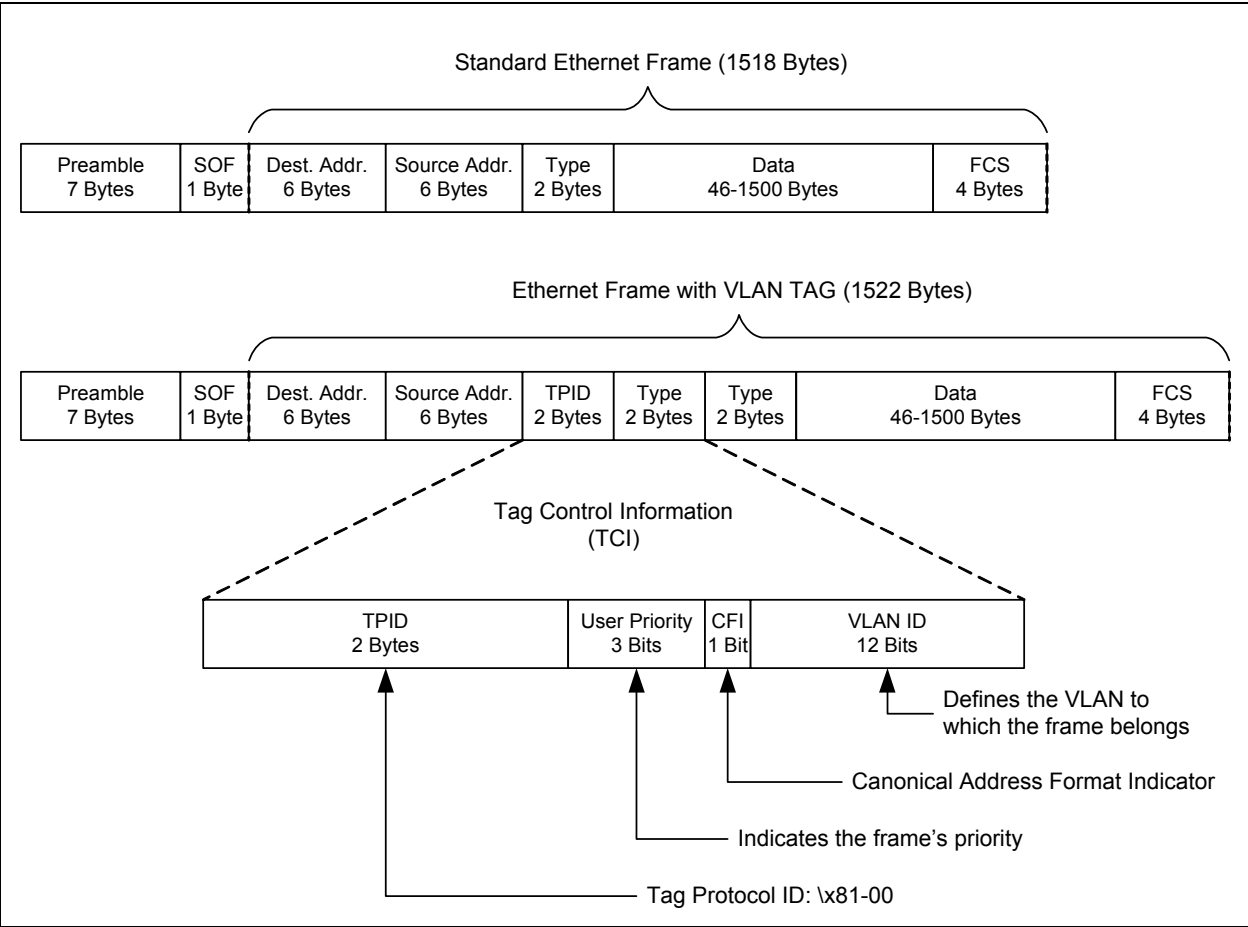 Standard Ethernet Frame (1518 Bytes)
Preamble
7 Bytes
SOF
1 Byte
Dest. Addr.
6 Bytes
Source Addr.
6 Bytes
Type
2 Bytes
Data
46-1500 Bytes
FCS
4 Bytes
Ethernet Frame with VLAN TAG (1522 Bytes)
Preamble
7 Bytes
SOF
1 Byte
Dest. Addr.
6 Bytes
Source Addr.
6 Bytes
TPID
2 Bytes
Type
2 Bytes
Type
2 Bytes
Data
46-1500 Bytes
FCS
4 Bytes
Tag Control Information
(TCI)
TPID
2 Bytes
User Priority
3 Bits
CFI
1 Bit
VLAN ID
12 Bits
Defines the VLAN to
which the frame belongs
Canonical Address Format Indicator
Indicates the frame's priority
Tag Protocol ID: \x81-00